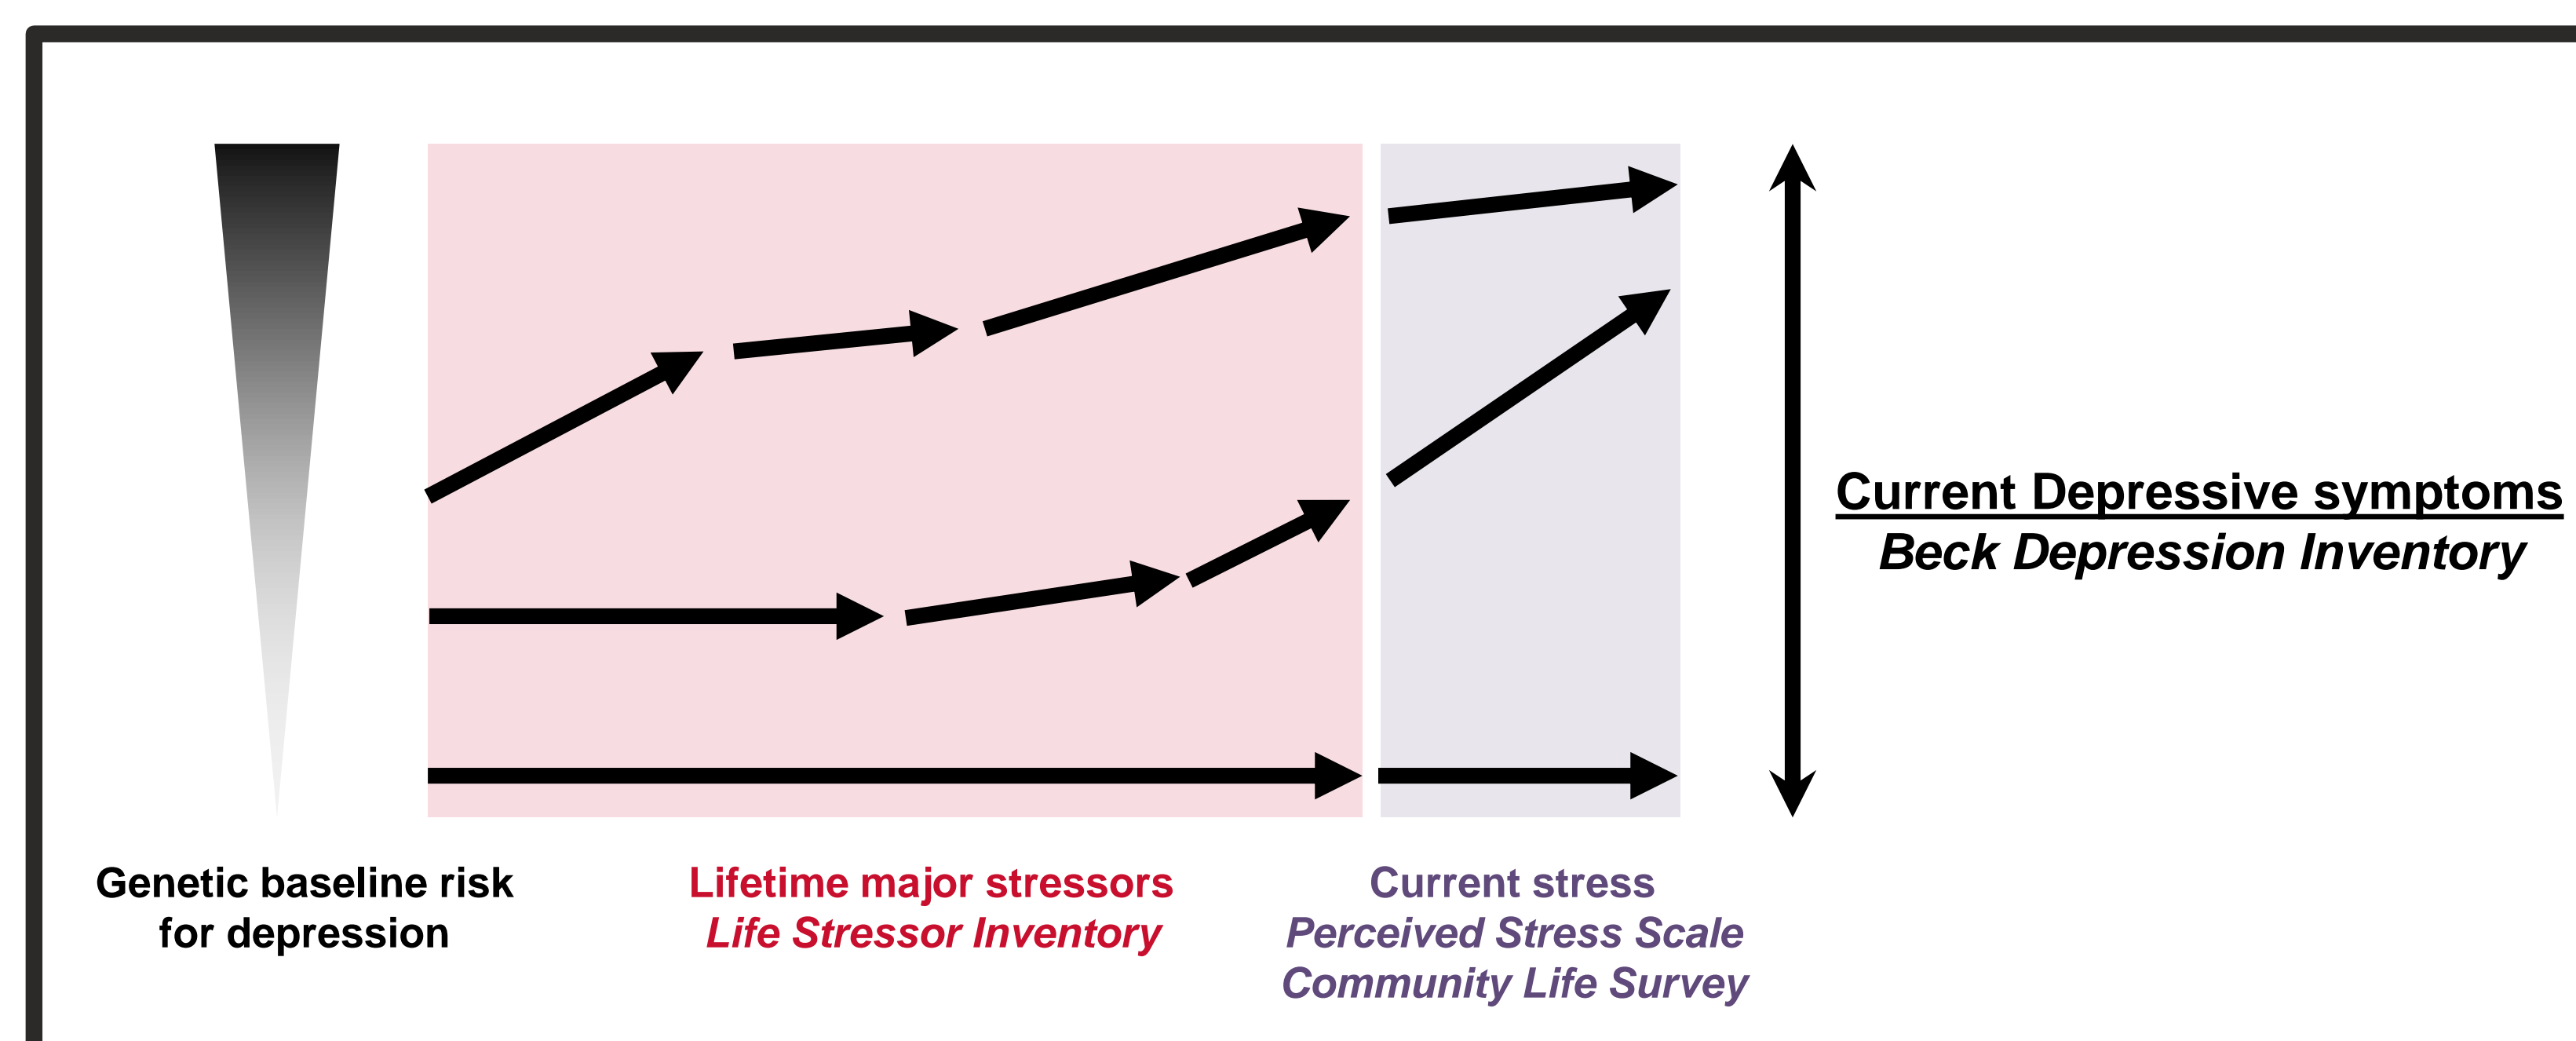 Current Depressive symptoms
Beck Depression Inventory
Genetic baseline risk
for depression
Lifetime major stressors
Life Stressor Inventory
Current stress
Perceived Stress Scale
Community Life Survey